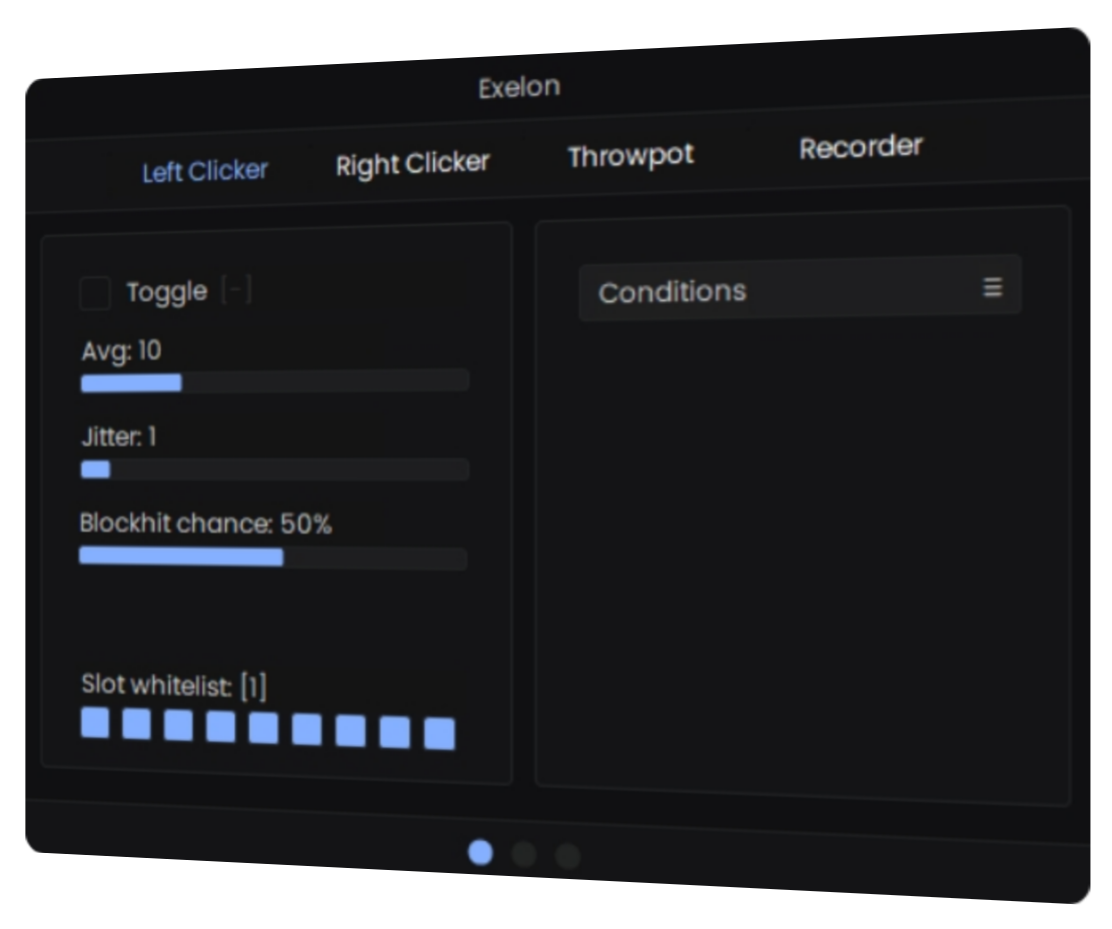 Exelon
Left Clicker Right Clicker Throwpot Recorder
Toggle [-]
Conditions
Avg: 10
Jitter: 1
Blockhit chance: 50%
Slot whitelist: [1]